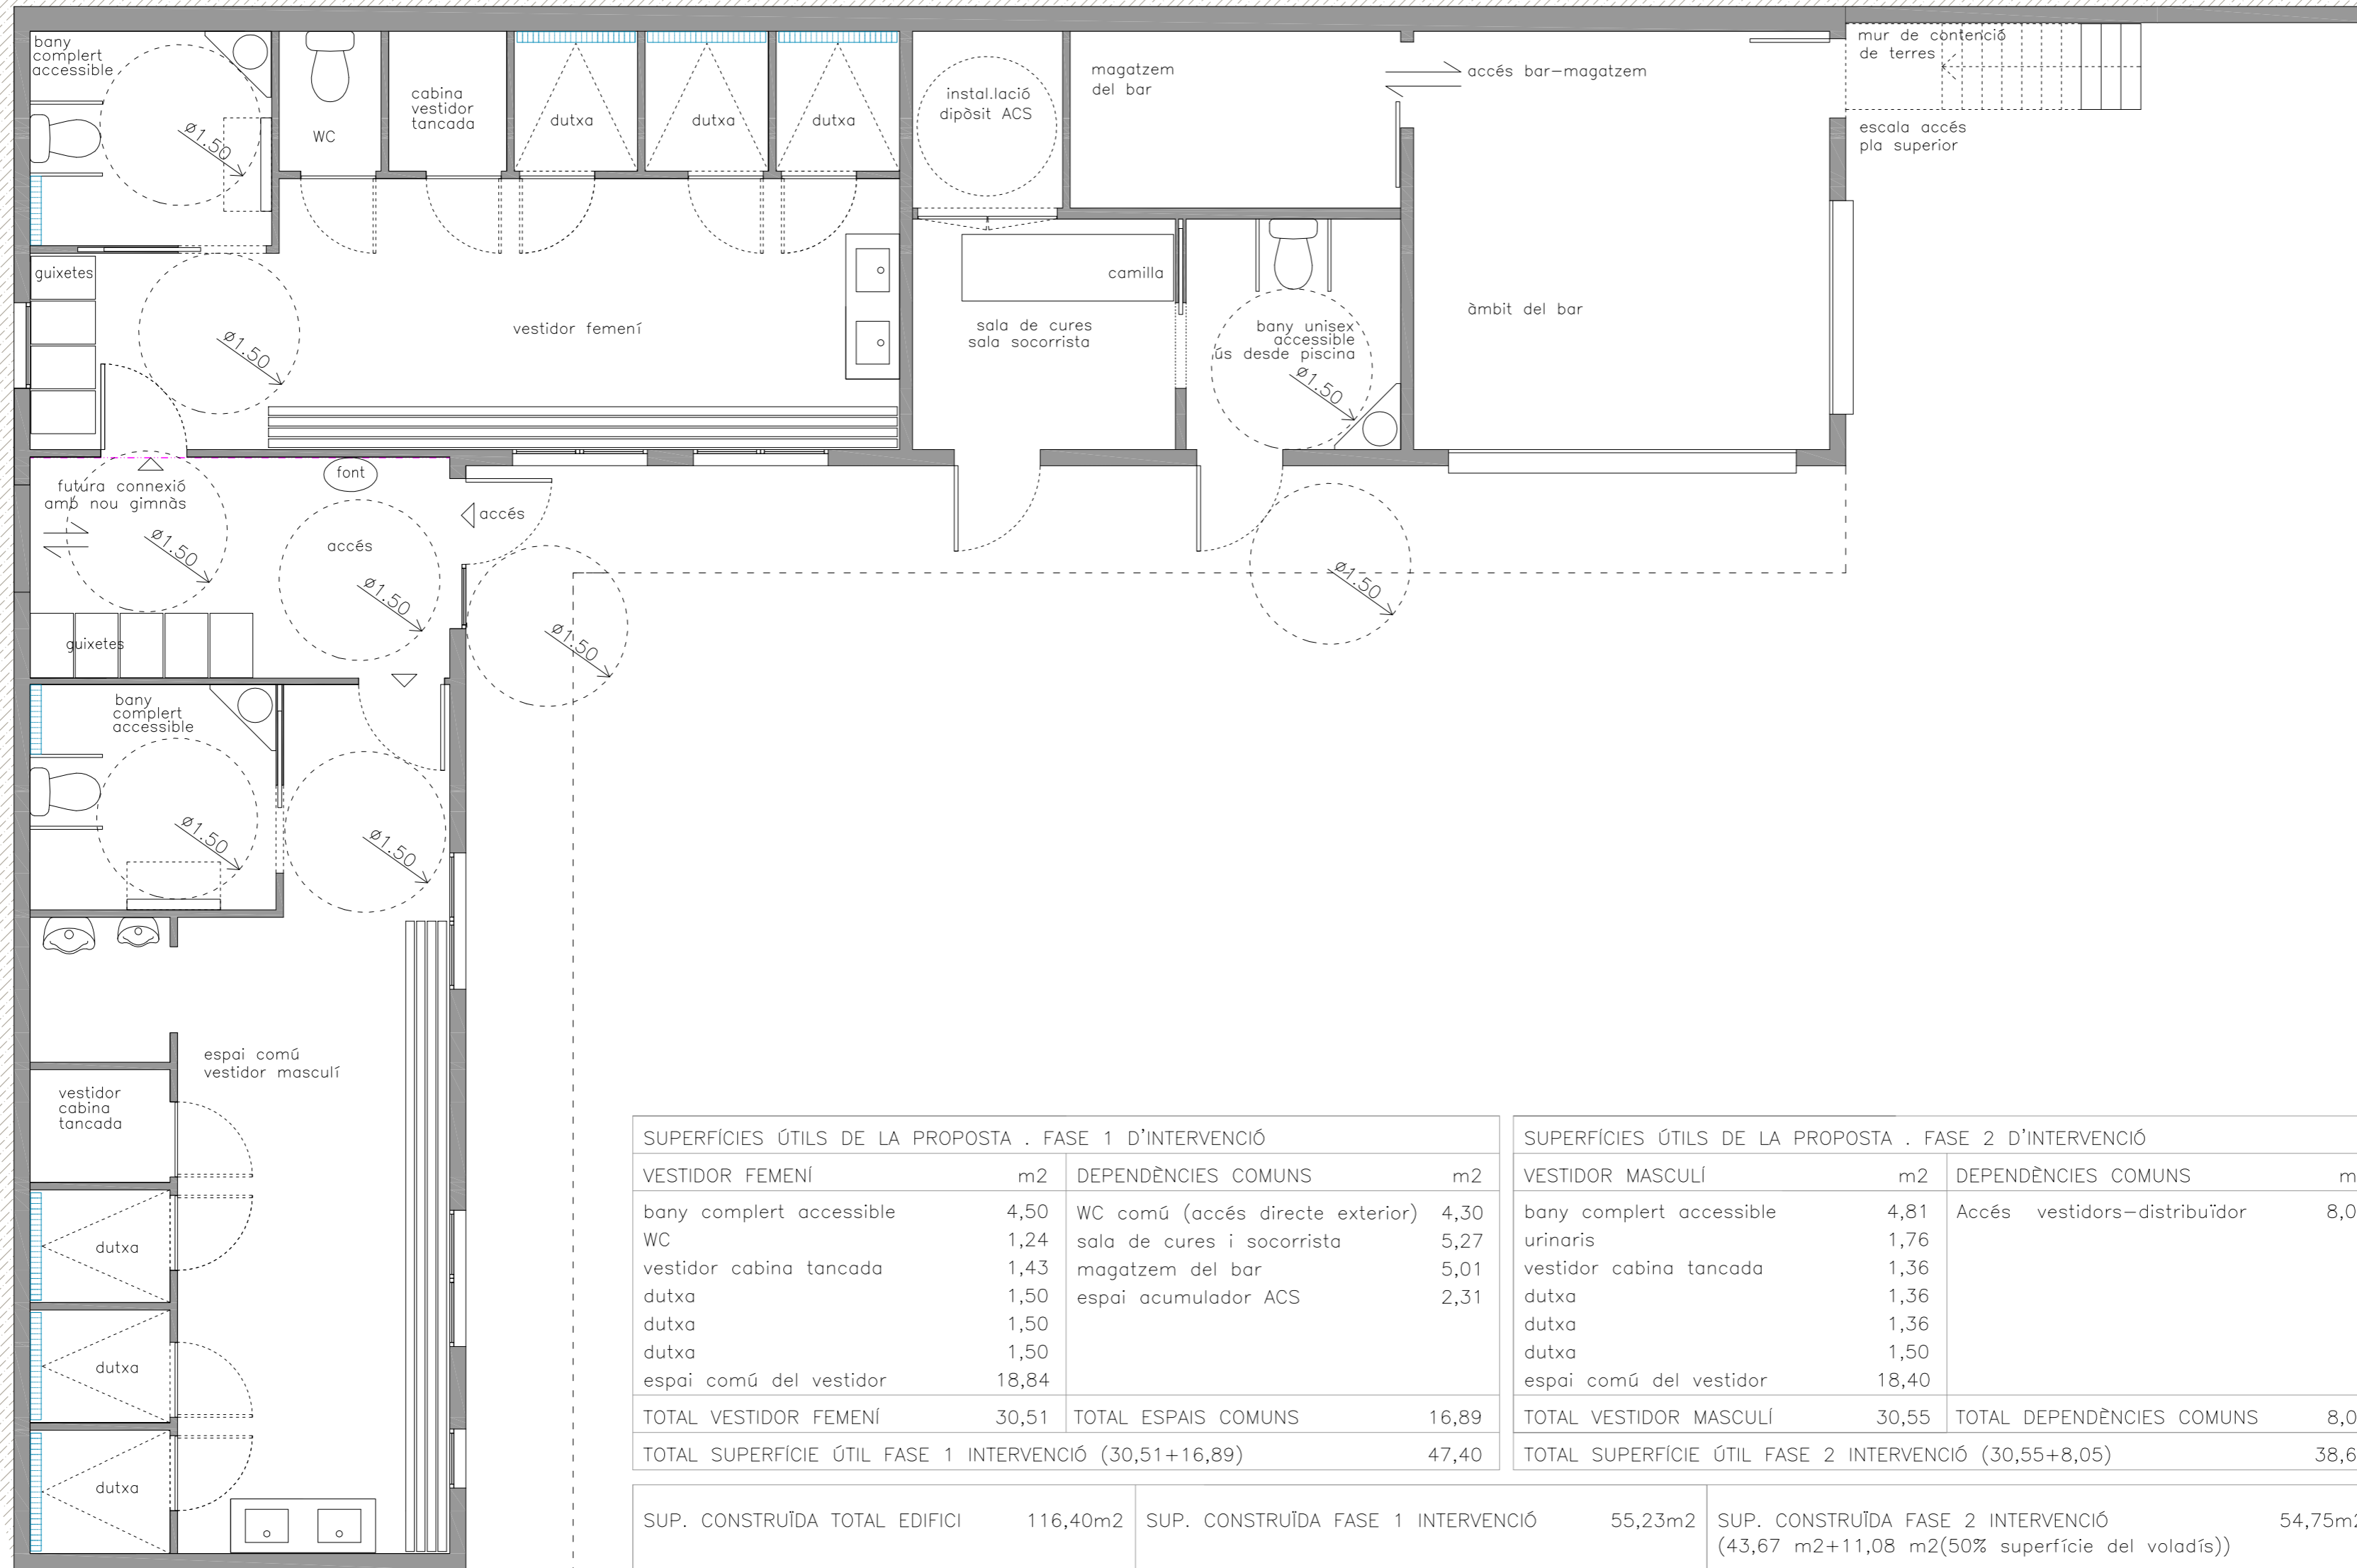 bany
complert
accessible
ø1.50
WC
cabina
vestidor
tancada
dutxa
dutxa
dutxa
instal.lació
dipòsit ACS
magatzem
del bar
accés bar-magatzem
mur de contenció
de terres
escala accés
pla superior
guixetes
ø1.50
vestidor femení
camilla
sala de cures
sala socorrista
bany unisex
accessible
ús desde piscina
ø1.50
àmbit del bar
futura connexió
amb nou gimnàs
ø1.50
font
accés
accés
ø1.50
ø1.50
ø1.50
guixetes
bany
complert
accessible
ø1.50
ø1.50
espai comú
vestidor masculí
vestidor
cabina
tancada
dutxa
dutxa
dutxa
SUPERFÍCIES ÚTILS DE LA PROPOSTA . FASE 1 D'INTERVENCIÓ
VESTIDOR FEMENÍ m2 DEPENDÈNCIES COMUNS m2
bany complert accessible 4,50 WC comú (accés directe exterior) 4,30
WC 1,24 sala de cures i socorrista 5,27
vestidor cabina tancada 1,43 magatzem del bar 5,01
dutxa 1,50 espai acumulador ACS 2,31
dutxa 1,50
dutxa 1,50
espai comú del vestidor 18,84
TOTAL VESTIDOR FEMENÍ 30,51 TOTAL ESPAIS COMUNS 16,89
TOTAL SUPERFÍCIE ÚTIL FASE 1 INTERVENCIÓ (30,51+16,89) 47,40
SUPERFÍCIES ÚTILS DE LA PROPOSTA . FASE 2 D'INTERVENCIÓ
VESTIDOR MASCULÍ m2 DEPENDÈNCIES COMUNS m
bany complert accessible 4,81 Accés vestidors-distribuïdor 8,0
urinaris 1,76
vestidor cabina tancada 1,36
dutxa 1,36
dutxa 1,36
dutxa 1,50
espai comú del vestidor 18,40
TOTAL VESTIDOR MASCULÍ 30,55 TOTAL DEPENDÈNCIES COMUNS 8,0
TOTAL SUPERFÍCIE ÚTIL FASE 2 INTERVENCIÓ (30,55+8,05) 38,6
SUP. CONSTRUÏDA TOTAL EDIFICI 116,40m2
SUP. CONSTRUÏDA FASE 1 INTERVENCIÓ 55,23m2
SUP. CONSTRUÏDA FASE 2 INTERVENCIÓ 54,75m2
(43,67 m2+11,08 m2(50% superfície del voladís))